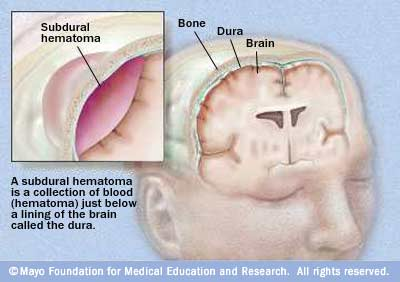 Subdural
hematoma
Bone
Dura
Brain
A subdural hematoma
is a collection of blood
(hematoma) just below
a lining of the brain
called the dura.
© Mayo Foundation for Medical Education and Research. All rights reserved.